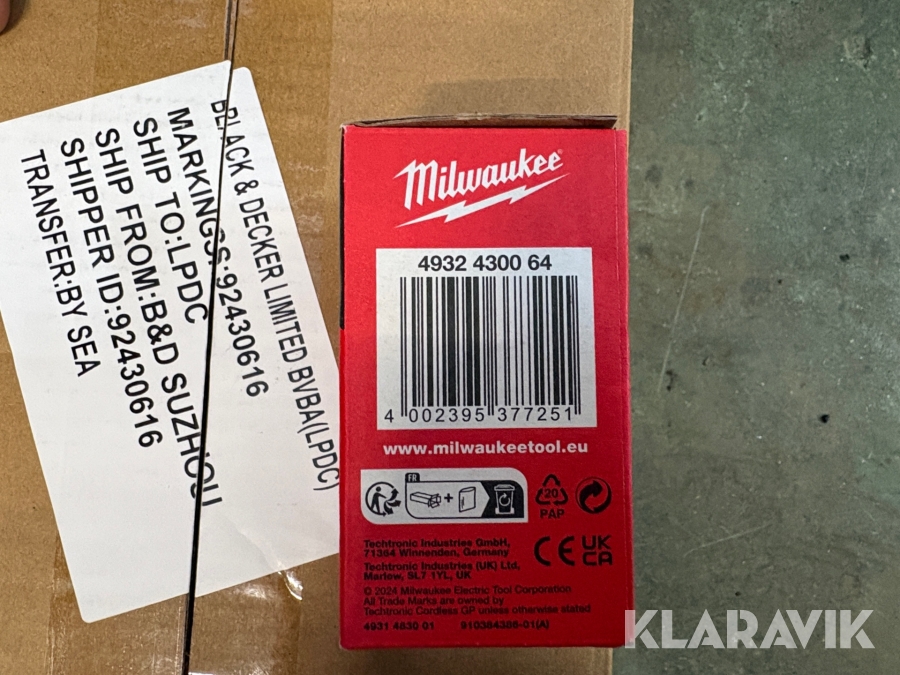 BLACK & DECKER LIMITED BVBA(LPDC)
MARKINGS:92430616
SHIP TO:LPDC
SHIP FROM:B&D SUZHOU
SHIPPER ID:92430616
TRANSFER:BY SEA
Milwaukee
4932 4300 64
4 002395 377251
www.milwaukeetool.eu
FR
20
PAP
CE UK CA
Techtronic Industries GmbH,
71364 Winnenden, Germany
Techtronic Industries (UK) Ltd,
Marlow, SL7 1YL, UK
© 2024 Milwaukee Electric Tool Corporation
All Trade Marks are owned by
Techtronic Cordless GP unless otherwise stated
4931 4630 01 910384386-01(A)
KLARAVIK